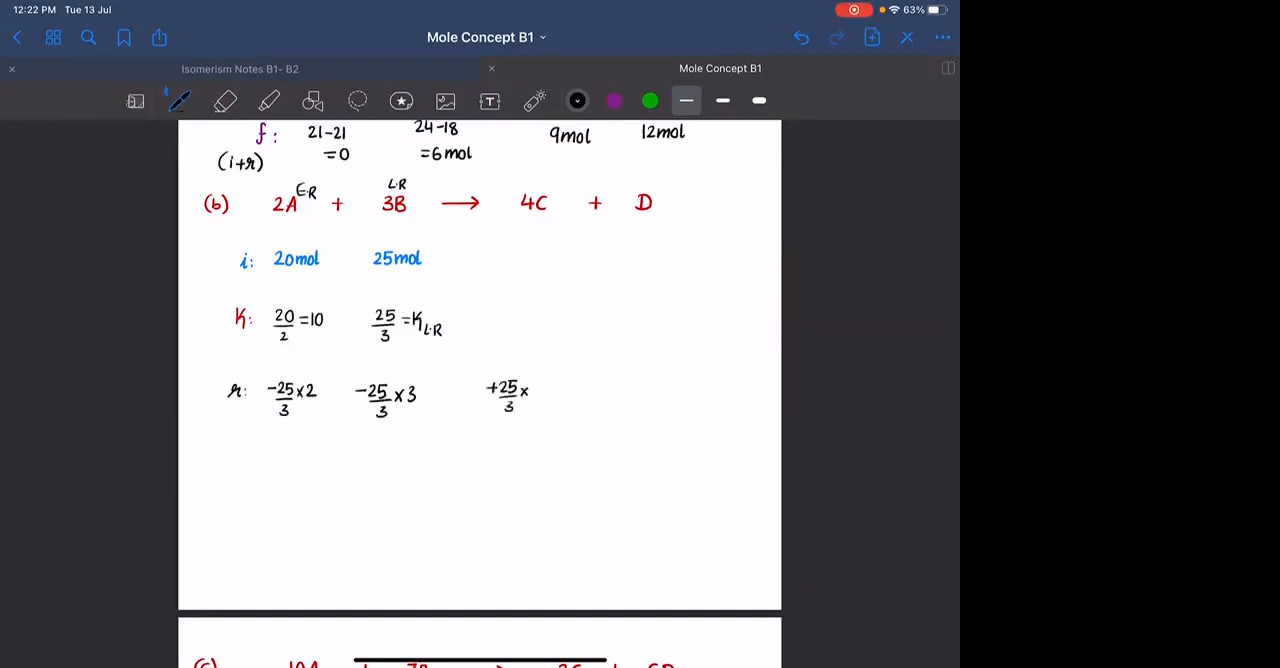 12:22 PM Tue 13 Jul
63%
Mole Concept B1
Isomerism Notes B1- B2
Mole Concept B1
f: 21-21 24-18 9mol 12mol
(i+r) =0 =6mol
(b) 2A E.R + 3B L.R → 4C + D
i: 20mol 25mol
K: 20/2 =10 25/3 =K L.R
r: -25/3 ×2 -25/3 ×3 +25/3 ×